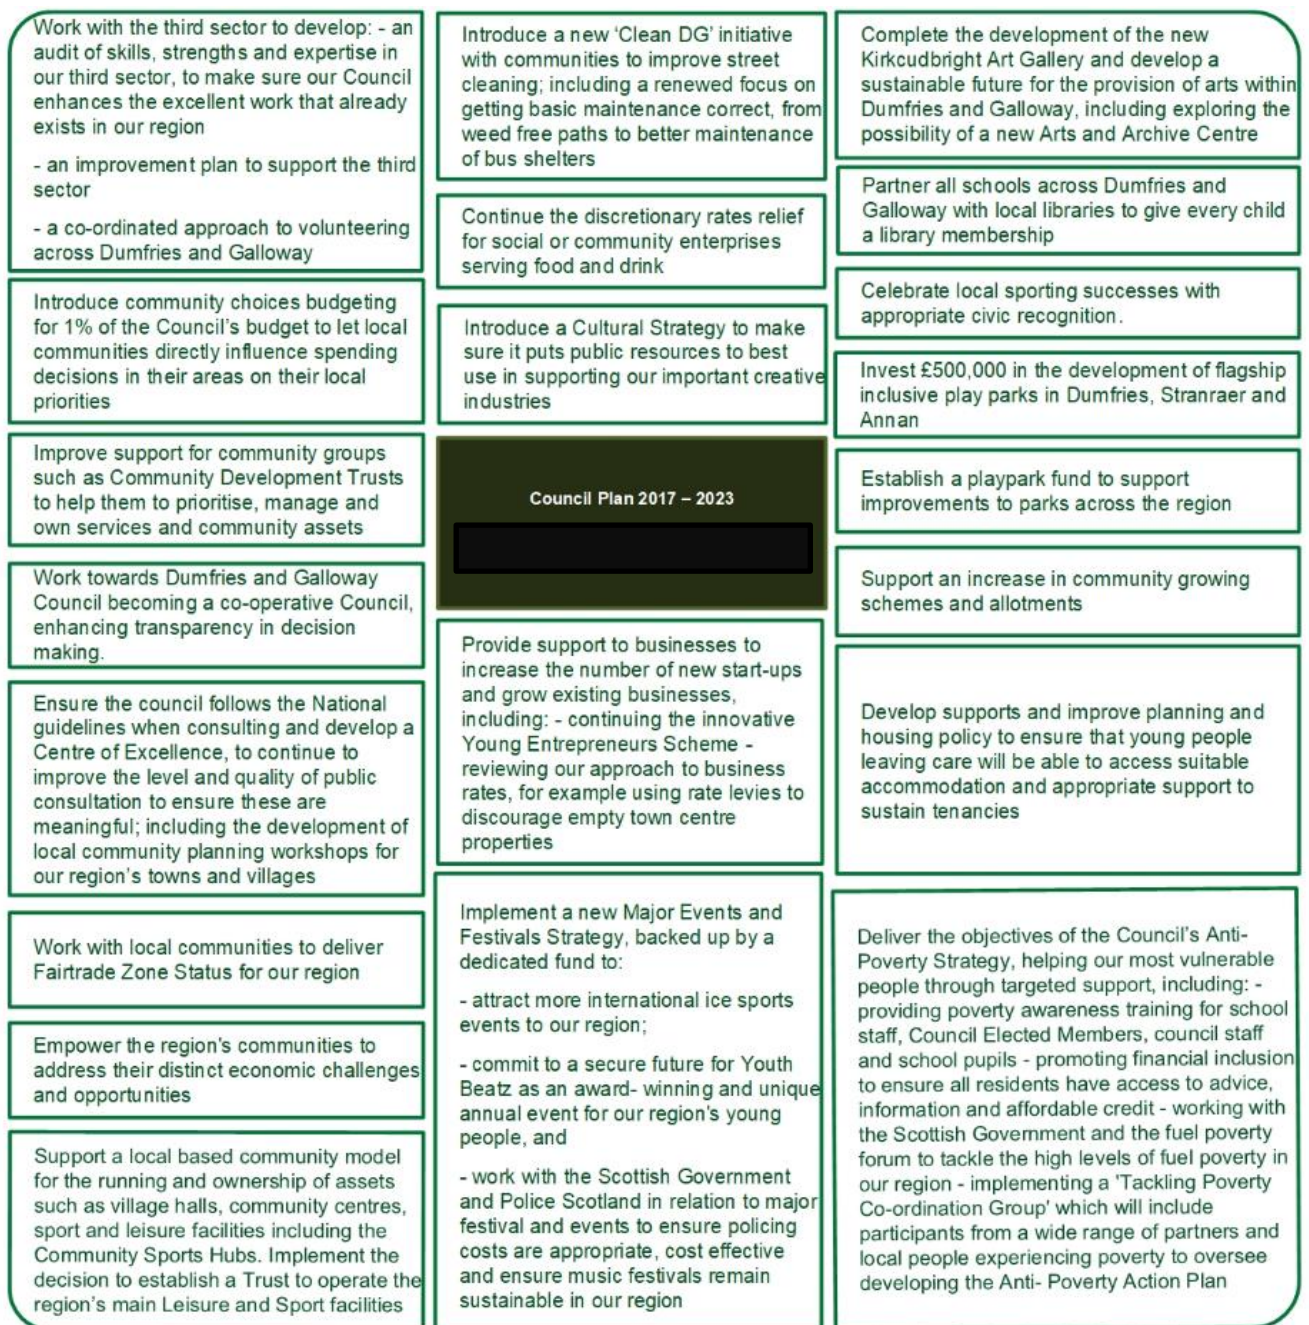 Work with the third sector to develop: - an
audit of skills, strengths and expertise in
our third sector, to make sure our Council
enhances the excellent work that already
exists in our region
- an improvement plan to support the third
sector
- a co-ordinated approach to volunteering
across Dumfries and Galloway
Introduce community choices budgeting
for 1% of the Council's budget to let local
communities directly influence spending
decisions in their areas on their local
priorities
Improve support for community groups
such as Community Development Trusts
to help them to prioritise, manage and
own services and community assets
Work towards Dumfries and Galloway
Council becoming a co-operative Council,
enhancing transparency in decision
making.
Ensure the council follows the National
guidelines when consulting and develop a
Centre of Excellence, to continue to
improve the level and quality of public
consultation to ensure these are
meaningful; including the development of
local community planning workshops for
our region's towns and villages
Work with local communities to deliver
Fairtrade Zone Status for our region
Empower the region's communities to
address their distinct economic challenges
and opportunities
Support a local based community model
for the running and ownership of assets
such as village halls, community centres,
sport and leisure facilities including the
Community Sports Hubs. Implement the
decision to establish a Trust to operate the
region's main Leisure and Sport facilities
Introduce a new 'Clean DG' initiative
with communities to improve street
cleaning; including a renewed focus on
getting basic maintenance correct, from
weed free paths to better maintenance
of bus shelters
Continue the discretionary rates relief
for social or community enterprises
serving food and drink
Introduce a Cultural Strategy to make
sure it puts public resources to best
use in supporting our important creative
industries
Council Plan 2017 – 2023
Provide support to businesses to
increase the number of new start-ups
and grow existing businesses,
including: - continuing the innovative
Young Entrepreneurs Scheme -
reviewing our approach to business
rates, for example using rate levies to
discourage empty town centre
properties
Implement a new Major Events and
Festivals Strategy, backed up by a
dedicated fund to:
- attract more international ice sports
events to our region;
- commit to a secure future for Youth
Beatz as an award- winning and unique
annual event for our region's young
people, and
- work with the Scottish Government
and Police Scotland in relation to major
festival and events to ensure policing
costs are appropriate, cost effective
and ensure music festivals remain
sustainable in our region
Complete the development of the new
Kirkcudbright Art Gallery and develop a
sustainable future for the provision of arts within
Dumfries and Galloway, including exploring the
possibility of a new Arts and Archive Centre
Partner all schools across Dumfries and
Galloway with local libraries to give every child
a library membership
Celebrate local sporting successes with
appropriate civic recognition.
Invest £500,000 in the development of flagship
inclusive play parks in Dumfries, Stranraer and
Annan
Establish a playpark fund to support
improvements to parks across the region
Support an increase in community growing
schemes and allotments
Develop supports and improve planning and
housing policy to ensure that young people
leaving care will be able to access suitable
accommodation and appropriate support to
sustain tenancies
Deliver the objectives of the Council's Anti-
Poverty Strategy, helping our most vulnerable
people through targeted support, including: -
providing poverty awareness training for school
staff, Council Elected Members, council staff
and school pupils - promoting financial inclusion
to ensure all residents have access to advice,
information and affordable credit - working with
the Scottish Government and the fuel poverty
forum to tackle the high levels of fuel poverty in
our region - implementing a 'Tackling Poverty
Co-ordination Group' which will include
participants from a wide range of partners and
local people experiencing poverty to oversee
developing the Anti- Poverty Action Plan